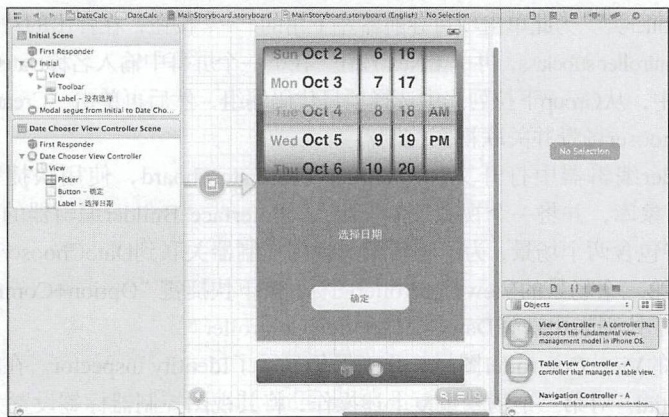 DateCalc
DateCalc
MainStoryboard.storyboard
MainStoryboard.storyboard (English)
No Selection
Initial Scene
First Responder
Initial
View
Toolbar
Label - 没有选择
Modal segue from Initial to Date Cho...
Date Chooser View Controller Scene
First Responder
Date Chooser View Controller
View
Picker
Button - 确定
Label - 选择日期
Sun Oct 2 6 16
Mon Oct 3 7 17
Tue Oct 4 8 18 AM
Wed Oct 5 9 19 PM
Thu Oct 6 10 20
选择日期
确定
No Selection
Objects
View Controller - A controller that
supports the fundamental view-
management model in iPhone OS.
Table View Controller - A
controller that manages a table view.
Navigation Controller - A
controller that manages navigation